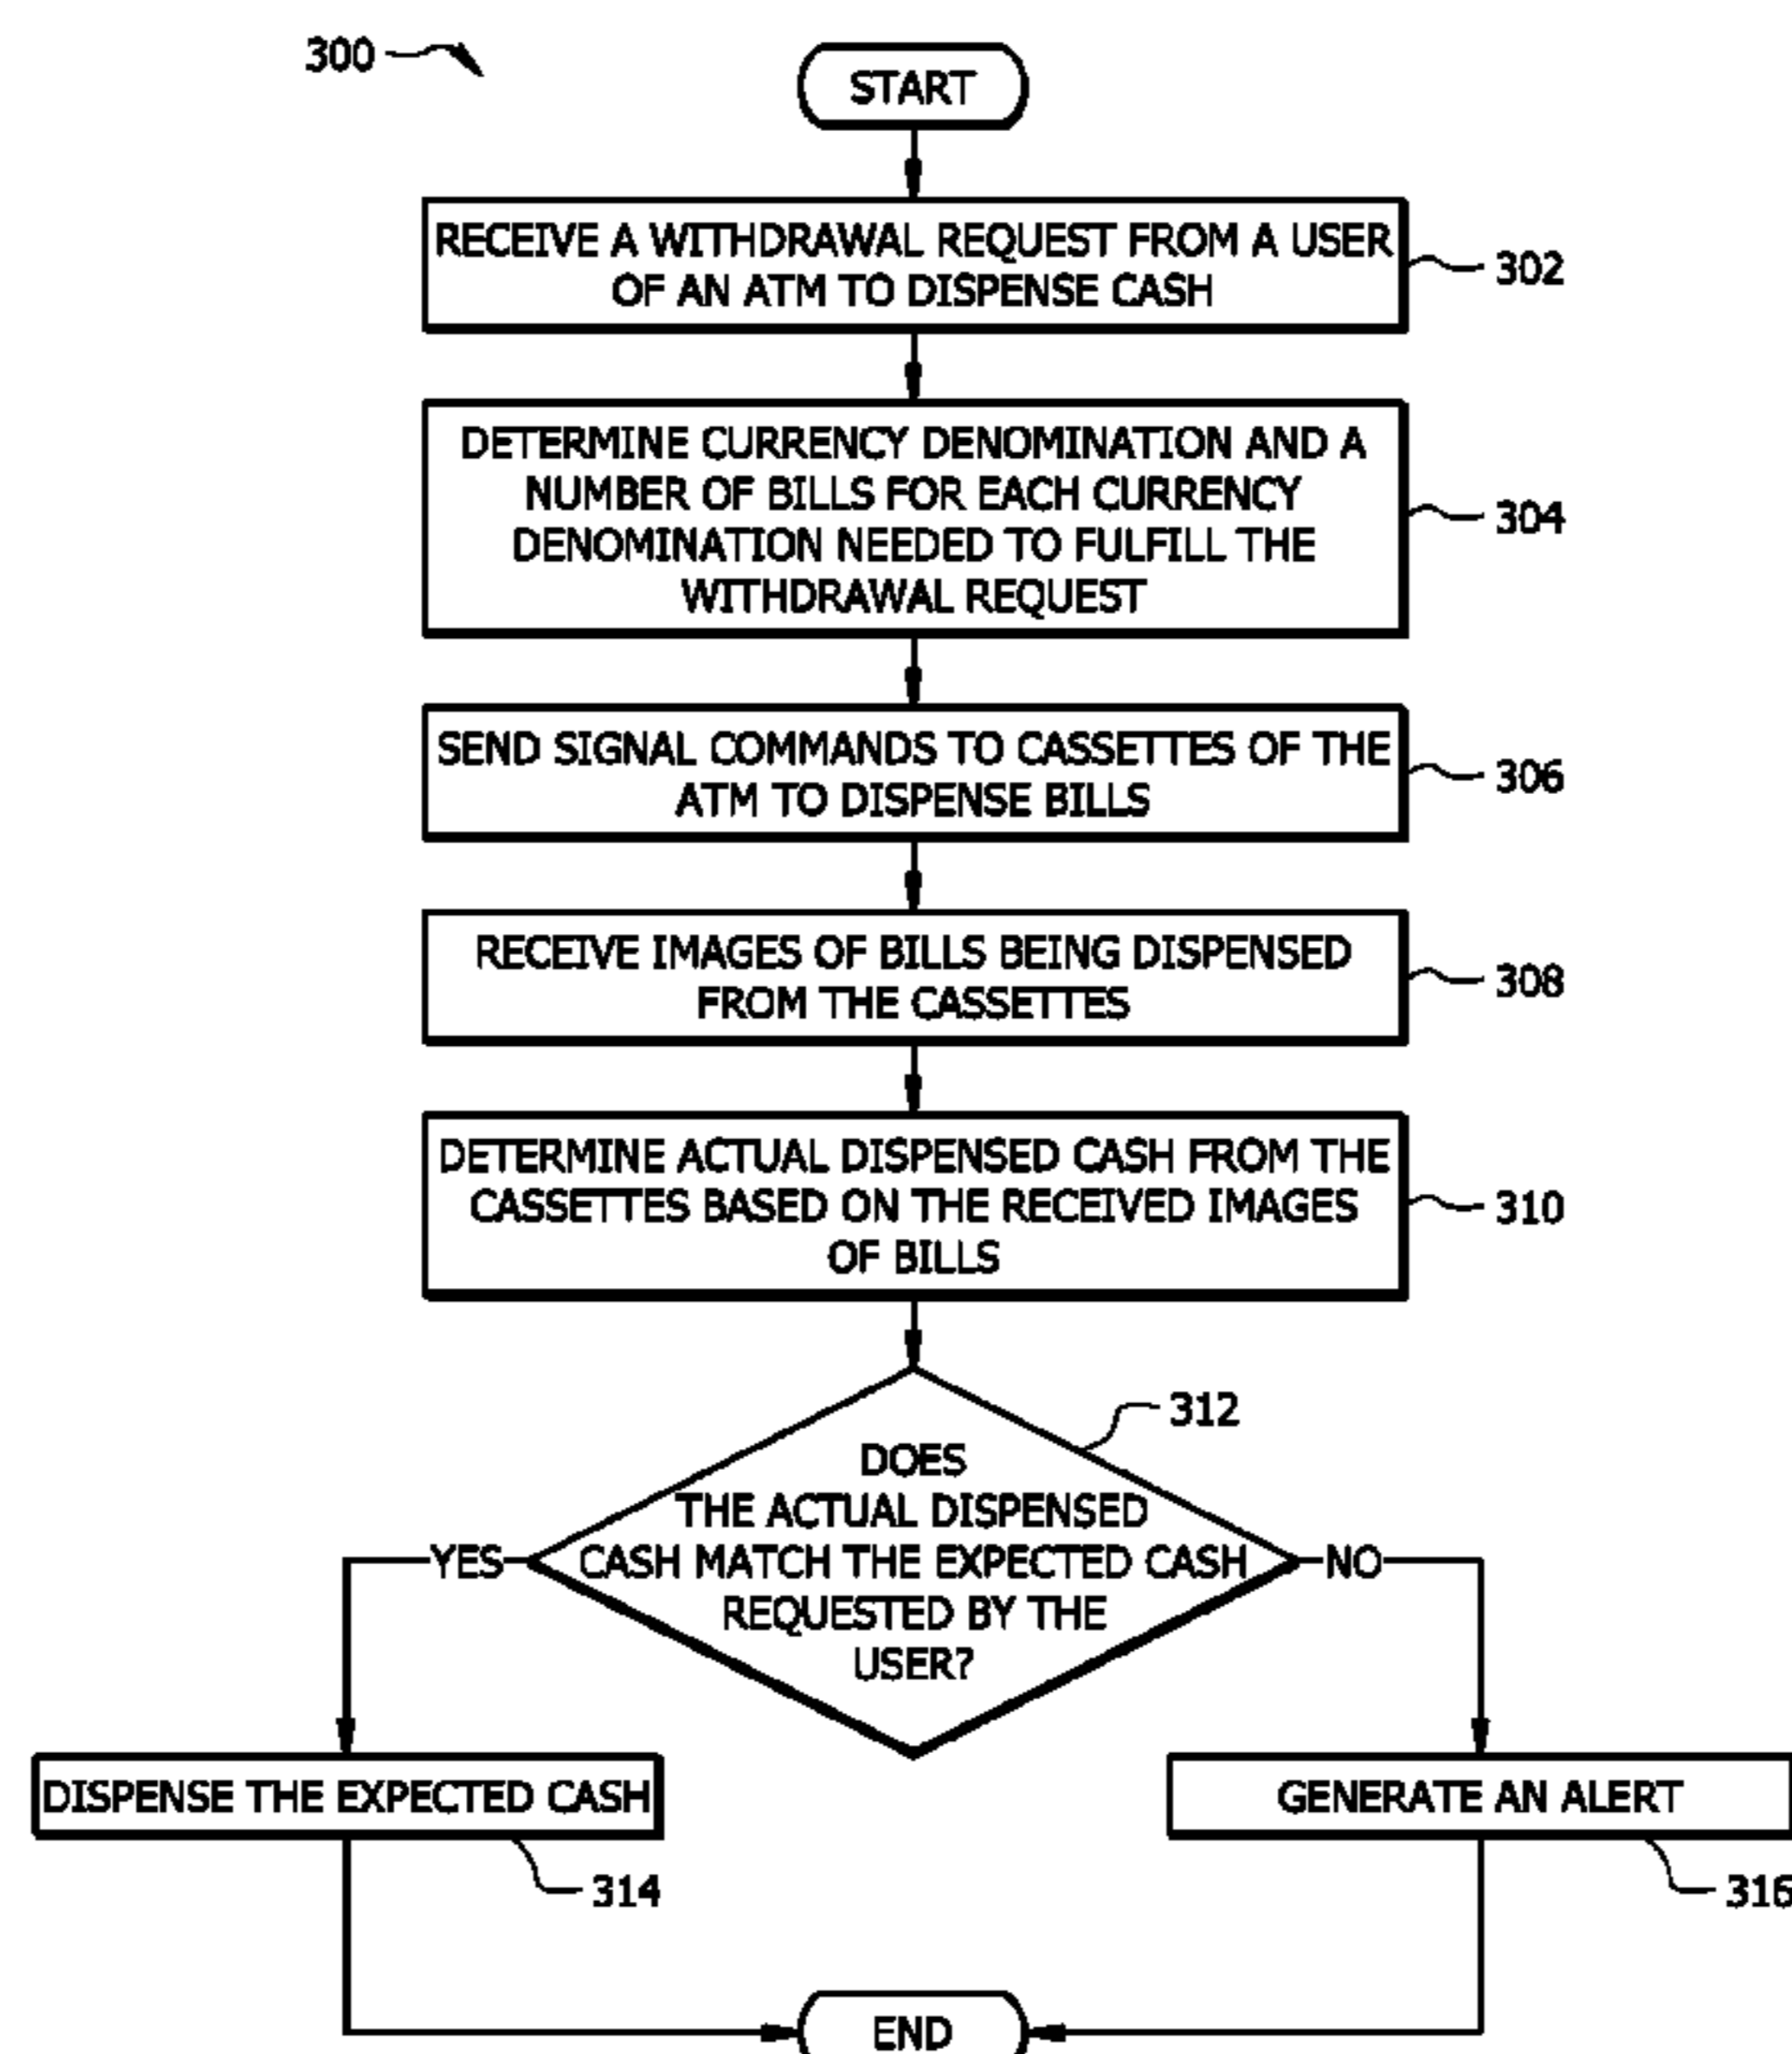 300
START
RECEIVE A WITHDRAWAL REQUEST FROM A USER
OF AN ATM TO DISPENSE CASH
302
DETERMINE CURRENCY DENOMINATION AND A
NUMBER OF BILLS FOR EACH CURRENCY
DENOMINATION NEEDED TO FULFILL THE
WITHDRAWAL REQUEST
304
SEND SIGNAL COMMANDS TO CASSETTES OF THE
ATM TO DISPENSE BILLS
306
RECEIVE IMAGES OF BILLS BEING DISPENSED
FROM THE CASSETTES
308
DETERMINE ACTUAL DISPENSED CASH FROM THE
CASSETTES BASED ON THE RECEIVED IMAGES
OF BILLS
310
312
DOES
THE ACTUAL DISPENSED
CASH MATCH THE EXPECTED CASH
REQUESTED BY THE
USER?
YES
NO
DISPENSE THE EXPECTED CASH
314
GENERATE AN ALERT
316
END